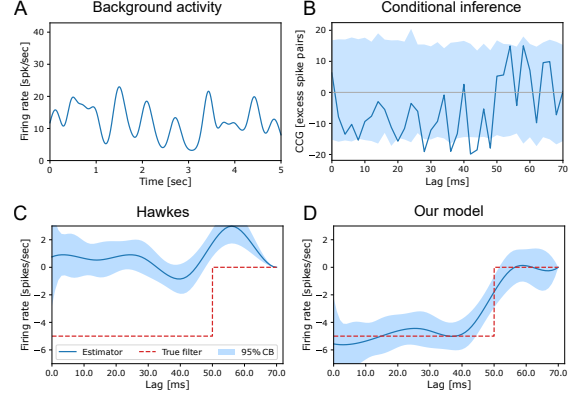 A Background activity
Firing rate [spk/sec]
40
30
20
10
0
0 1 2 3 4 5
Time [sec]
B Conditional inference
CCG [excess spike pairs]
20
10
0
−10
−20
0 10 20 30 40 50 60 70
Lag [ms]
C Hawkes
Firing rate [spikes/sec]
2
0
−2
−4
−6
Estimator True filter 95% CB
0.0 10.0 20.0 30.0 40.0 50.0 60.0 70.0
Lag [ms]
D Our model
Firing rate [spikes/sec]
2
0
−2
−4
−6
0.0 10.0 20.0 30.0 40.0 50.0 60.0 70.0
Lag [ms]